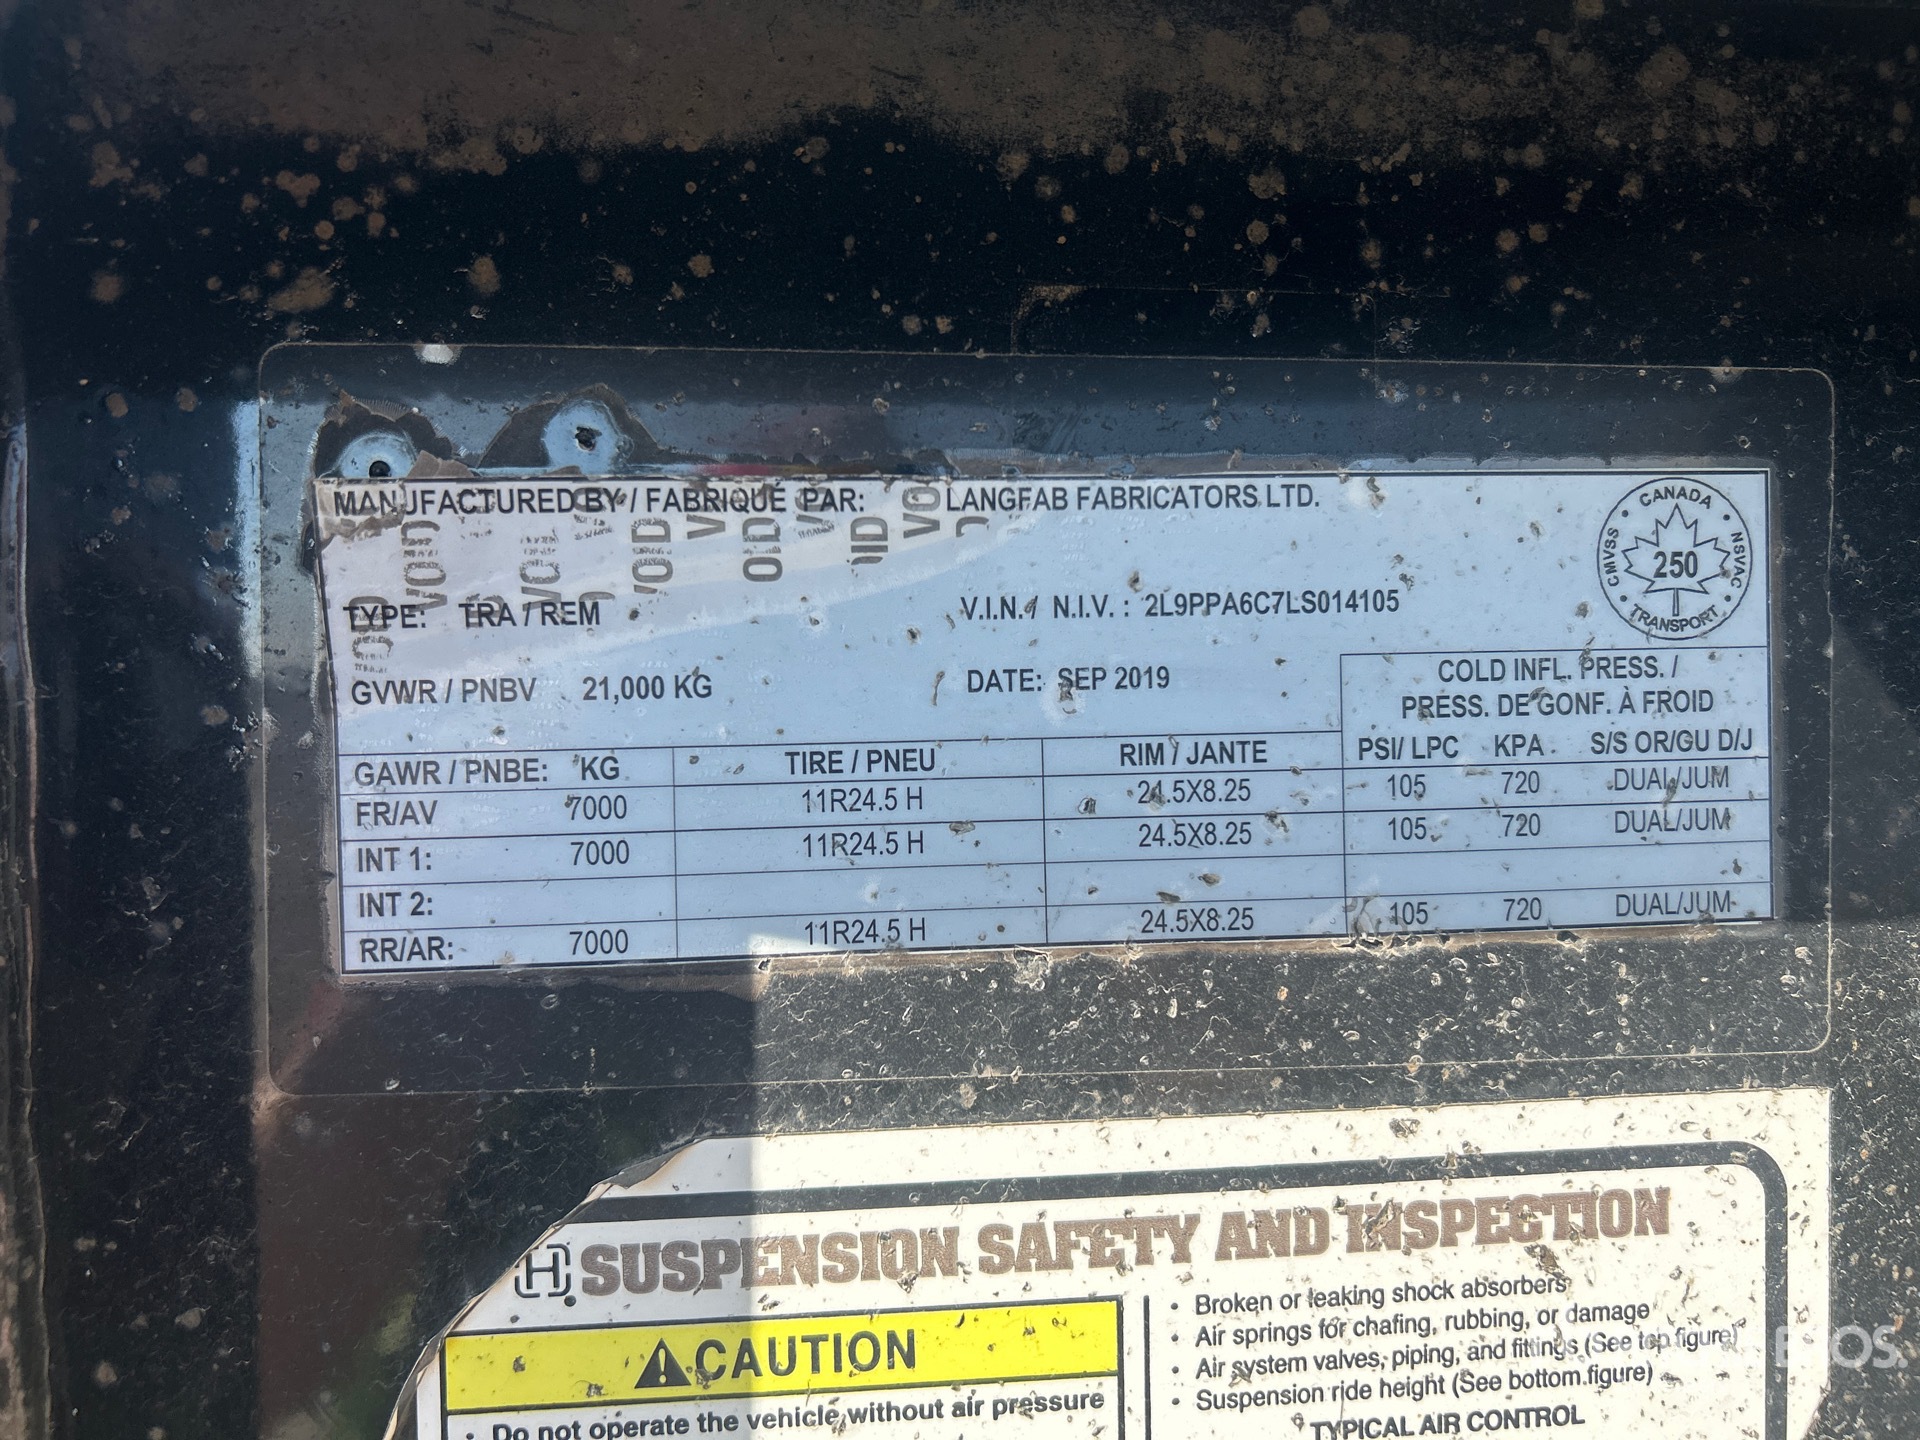 MANUFACTURED BY / FABRIQUÉ PAR: LANGFAB FABRICATORS LTD.
CANADA
CMVSS
NSVAC
250
TRANSPORT
VOID
VOID
TYPE: TRA / REM V.I.N. / N.I.V. : 2L9PPA6C7LS014105
GVWR / PNBV 21,000 KG DATE: SEP 2019
COLD INFL. PRESS. /
PRESS. DE GONF. À FROID
GAWR / PNBE: KG TIRE / PNEU RIM / JANTE PSI/ LPC KPA S/S OR/OU D/J
FR/AV 7000 11R24.5 H 24.5X8.25 105 720 DUAL/JUM
INT 1: 7000 11R24.5 H 24.5X8.25 105 720 DUAL/JUM
INT 2:
RR/AR: 7000 11R24.5 H 24.5X8.25 105 720 DUAL/JUM
H SUSPENSION SAFETY AND INSPECTION
CAUTION
• Do not operate the vehicle without air pressure
• Broken or leaking shock absorbers
• Air springs for chafing, rubbing, or damage
• Air system valves, piping, and fittings (See top figure)
• Suspension ride height (See bottom figure)
TYPICAL AIR CONTROL
BROS.